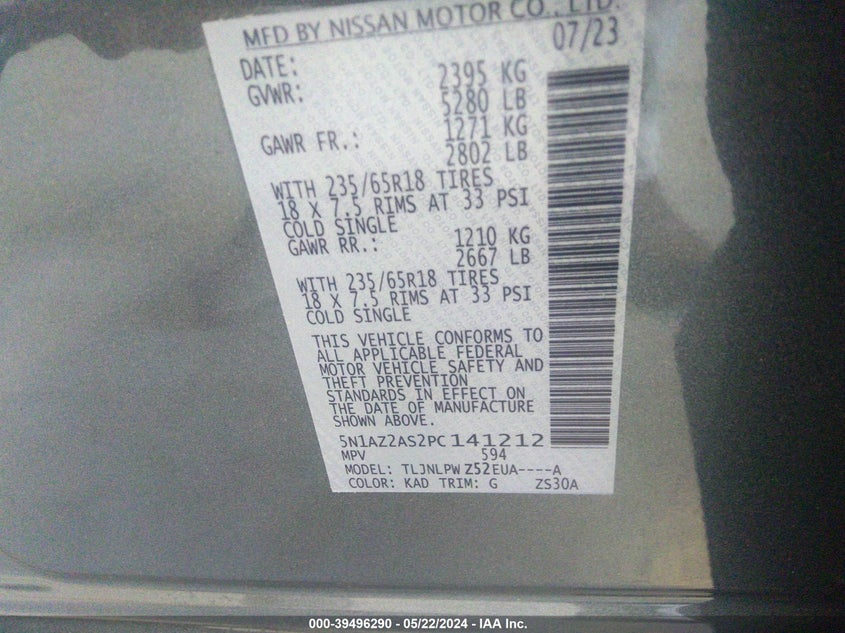 MFD BY NISSAN MOTOR CO., LTD.
DATE: 07/23
GVWR: 2395 KG
5280 LB
GAWR FR.: 1271 KG
2802 LB
WITH 235/65R18 TIRES
18 X 7.5 RIMS AT 33 PSI
COLD SINGLE
GAWR RR.: 1210 KG
2667 LB
WITH 235/65R18 TIRES
18 X 7.5 RIMS AT 33 PSI
COLD SINGLE
THIS VEHICLE CONFORMS TO
ALL APPLICABLE FEDERAL
MOTOR VEHICLE SAFETY AND
THEFT PREVENTION
STANDARDS IN EFFECT ON
THE DATE OF MANUFACTURE
SHOWN ABOVE.
5N1AZ2AS2PC141212
MPV 594
MODEL: TLJNLPW Z52EUA----A
COLOR: KAD TRIM: G ZS30A
000-39496290 - 05/22/2024 - IAA Inc.